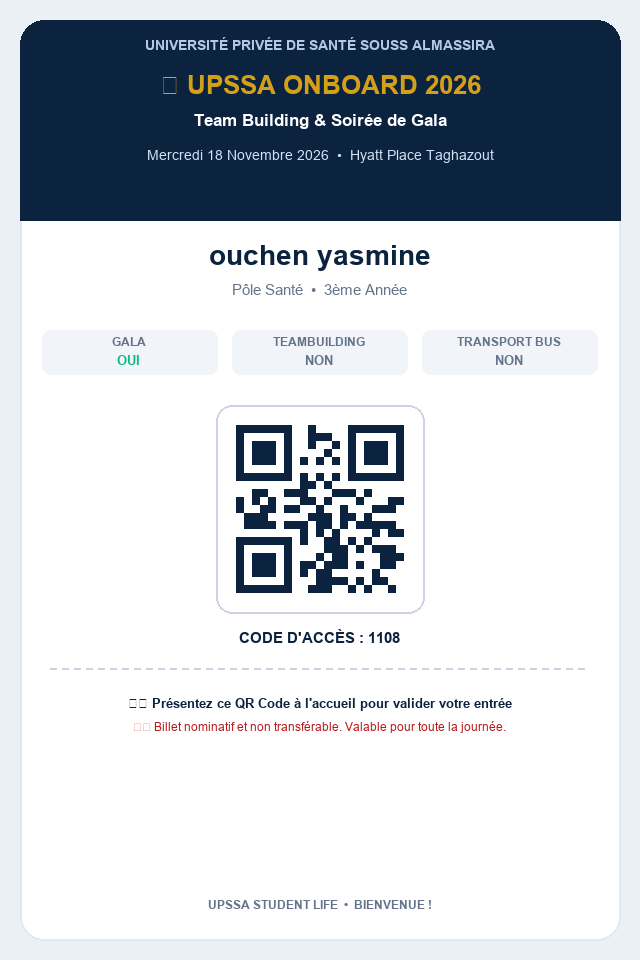 UNIVERSITÉ PRIVÉE DE SANTÉ SOUSS ALMASSIRA
UPSSA ONBOARD 2026
Team Building & Soirée de Gala
Mercredi 18 Novembre 2026 • Hyatt Place Taghazout
ouchen yasmine
Pôle Santé • 3ème Année
GALA
OUI
TEAMBUILDING
NON
TRANSPORT BUS
NON
CODE D'ACCÈS : 1108
Présentez ce QR Code à l'accueil pour valider votre entrée
Billet nominatif et non transférable. Valable pour toute la journée.
UPSSA STUDENT LIFE • BIENVENUE !